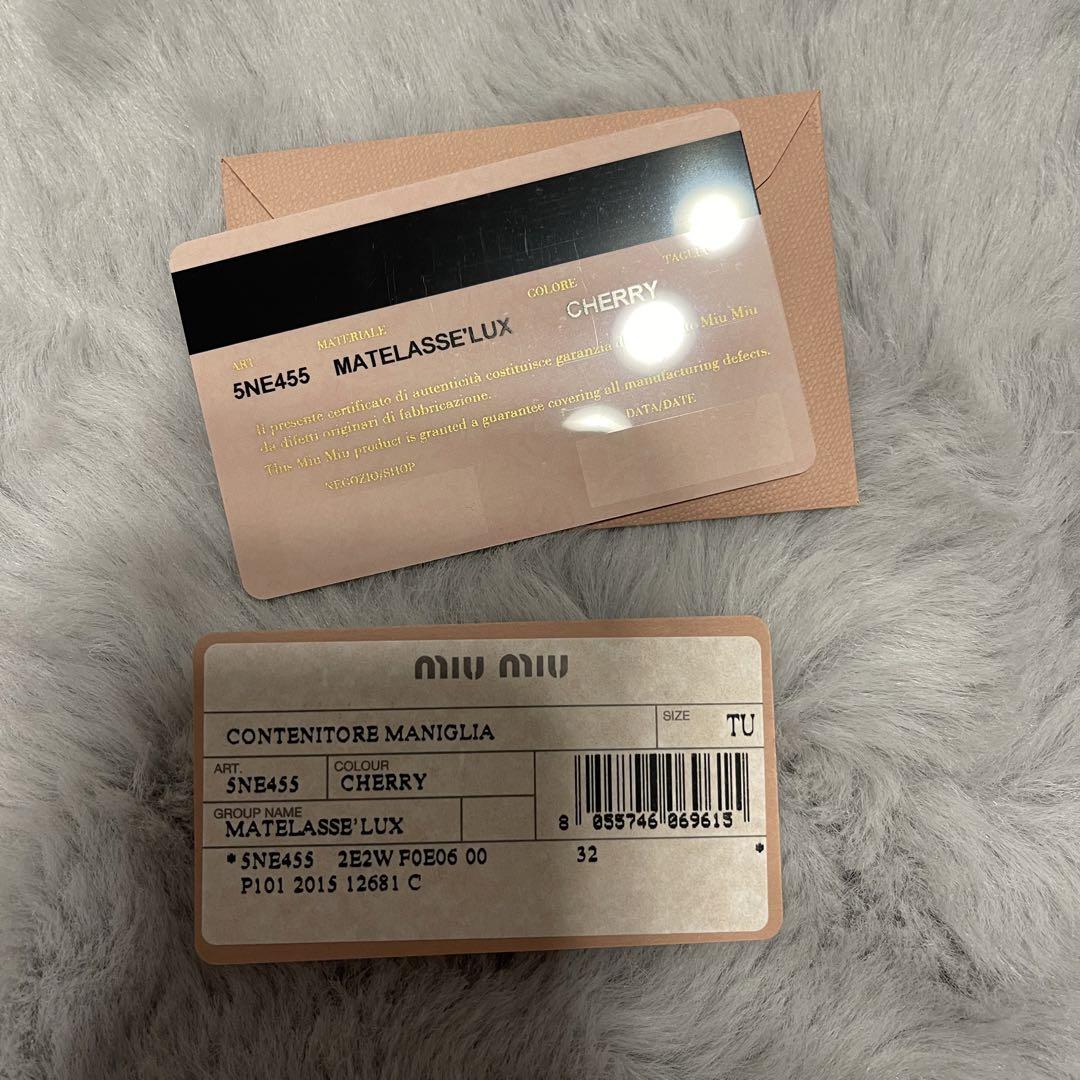 ART. MATERIALE COLORE
5NE455 MATELASSE'LUX CHERRY
Il presente certificato di autenticità costituisce garanzia Miu Miu
da difetti originari di fabbricazione.
This Miu Miu product is granted a guarantee covering all manufacturing defects.
NEGOZIO/SHOP DATA/DATE
miu miu
CONTENITORE MANIGLIA SIZE TU
ART. 5NE455 COLOUR CHERRY
GROUP NAME
MATELASSE'LUX
8 055746 069615
*5NE455 2E2W F0E06 00 32 *
P101 2015 12681 C